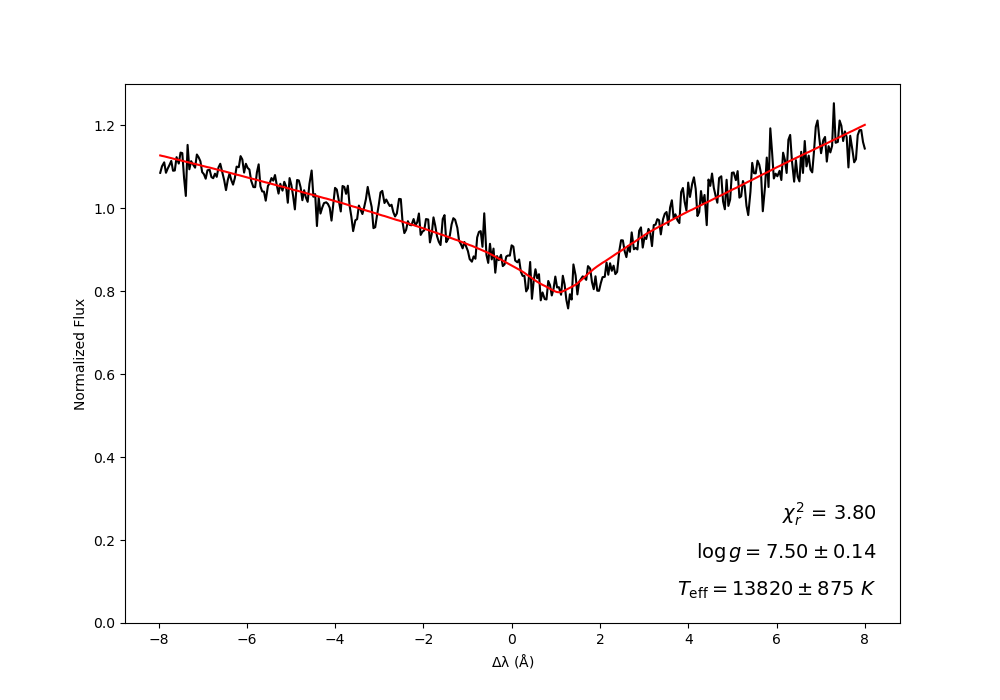 1.2
1.0
0.8
0.6
0.4
0.2
0.0
Normalized Flux
χ²ᵣ = 3.80
log g = 7.50 ± 0.14
T_eff = 13820 ± 875 K
−8 −6 −4 −2 0 2 4 6 8
Δλ (Å)